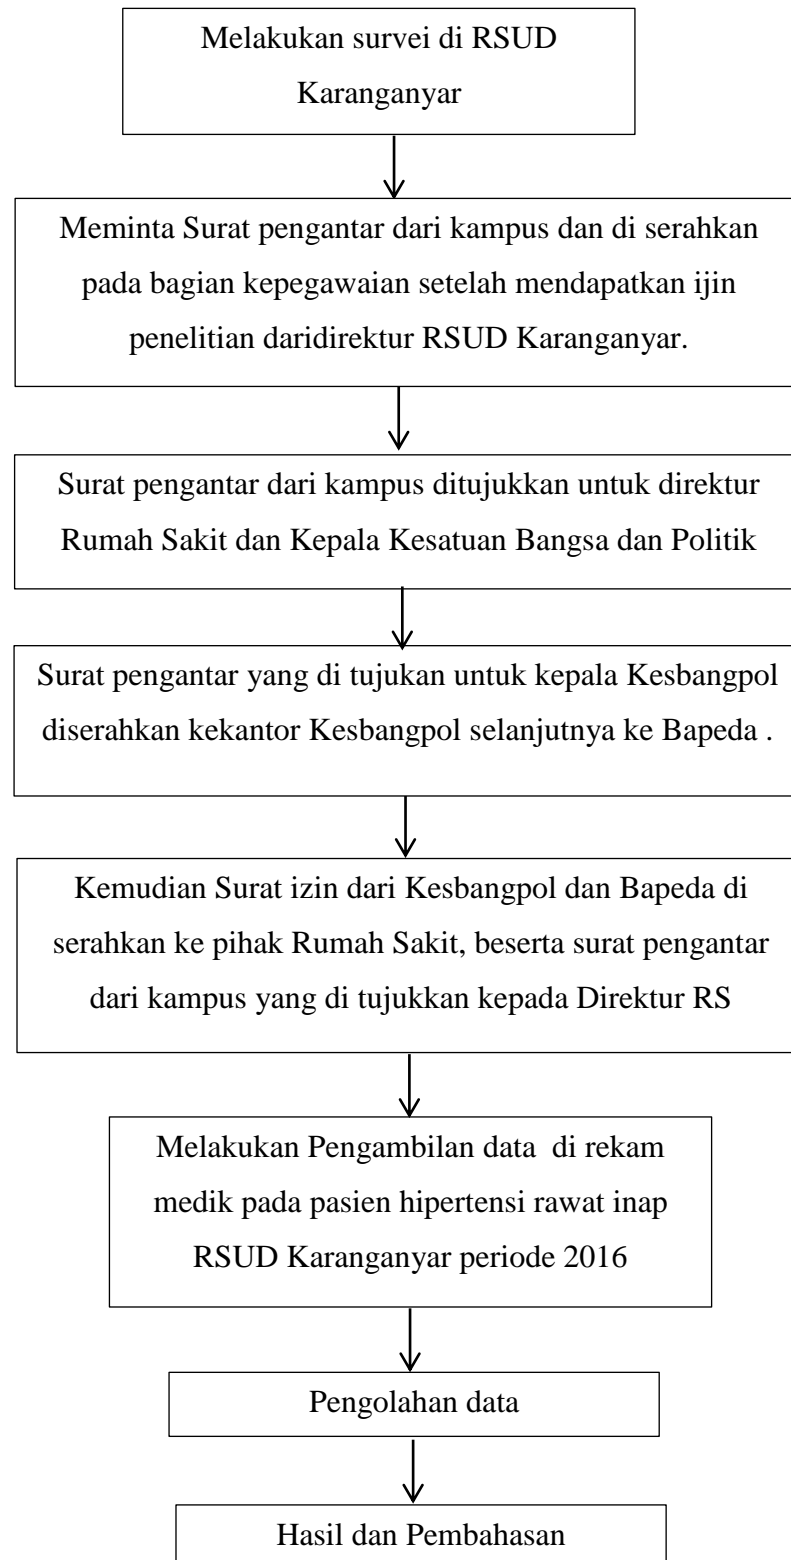 Melakukan survei di RSUD
Karanganyar
Meminta Surat pengantar dari kampus dan di serahkan
pada bagian kepegawaian setelah mendapatkan ijin
penelitian daridirektur RSUD Karanganyar.
Surat pengantar dari kampus ditujukkan untuk direktur
Rumah Sakit dan Kepala Kesatuan Bangsa dan Politik
Surat pengantar yang di tujukan untuk kepala Kesbangpol
diserahkan kekantor Kesbangpol selanjutnya ke Bapeda .
Kemudian Surat izin dari Kesbangpol dan Bapeda di
serahkan ke pihak Rumah Sakit, beserta surat pengantar
dari kampus yang di tujukkan kepada Direktur RS
Melakukan Pengambilan data  di rekam
medik pada pasien hipertensi rawat inap
RSUD Karanganyar periode 2016
Pengolahan data
Hasil dan Pembahasan